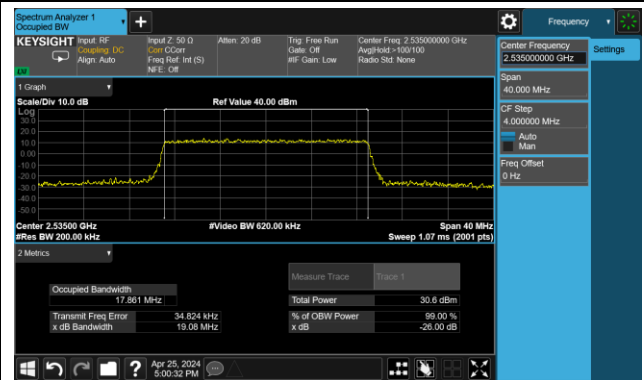 Spectrum Analyzer 1
Occupied BW
Frequency
KEYSIGHT
Input: RF
Coupling: DC
Align: Auto
Input Z: 50 Ω
Corr CCorr
Freq Ref: Int (S)
NFE: Off
Atten: 20 dB
Trig: Free Run
Gate: Off
#IF Gain: Low
Center Freq: 2.535000000 GHz
Avg|Hold:>100/100
Radio Std: None
Center Frequency
2.535000000 GHz
Settings
Span
40.000 MHz
CF Step
4.000000 MHz
Auto
Man
Freq Offset
0 Hz
1 Graph
Scale/Div 10.0 dB
Ref Value 40.00 dBm
Log
30.0
20.0
10.0
0.00
-10.0
-20.0
-30.0
-40.0
-50.0
Center 2.53500 GHz
#Video BW 620.00 kHz
Span 40 MHz
#Res BW 200.00 kHz
Sweep 1.07 ms (2001 pts)
2 Metrics
Measure Trace
Trace 1
Occupied Bandwidth
17.861 MHz
Total Power
30.6 dBm
Transmit Freq Error
34.824 kHz
% of OBW Power
99.00 %
x dB Bandwidth
19.08 MHz
x dB
-26.00 dB
?
Apr 25, 2024
5:00:32 PM